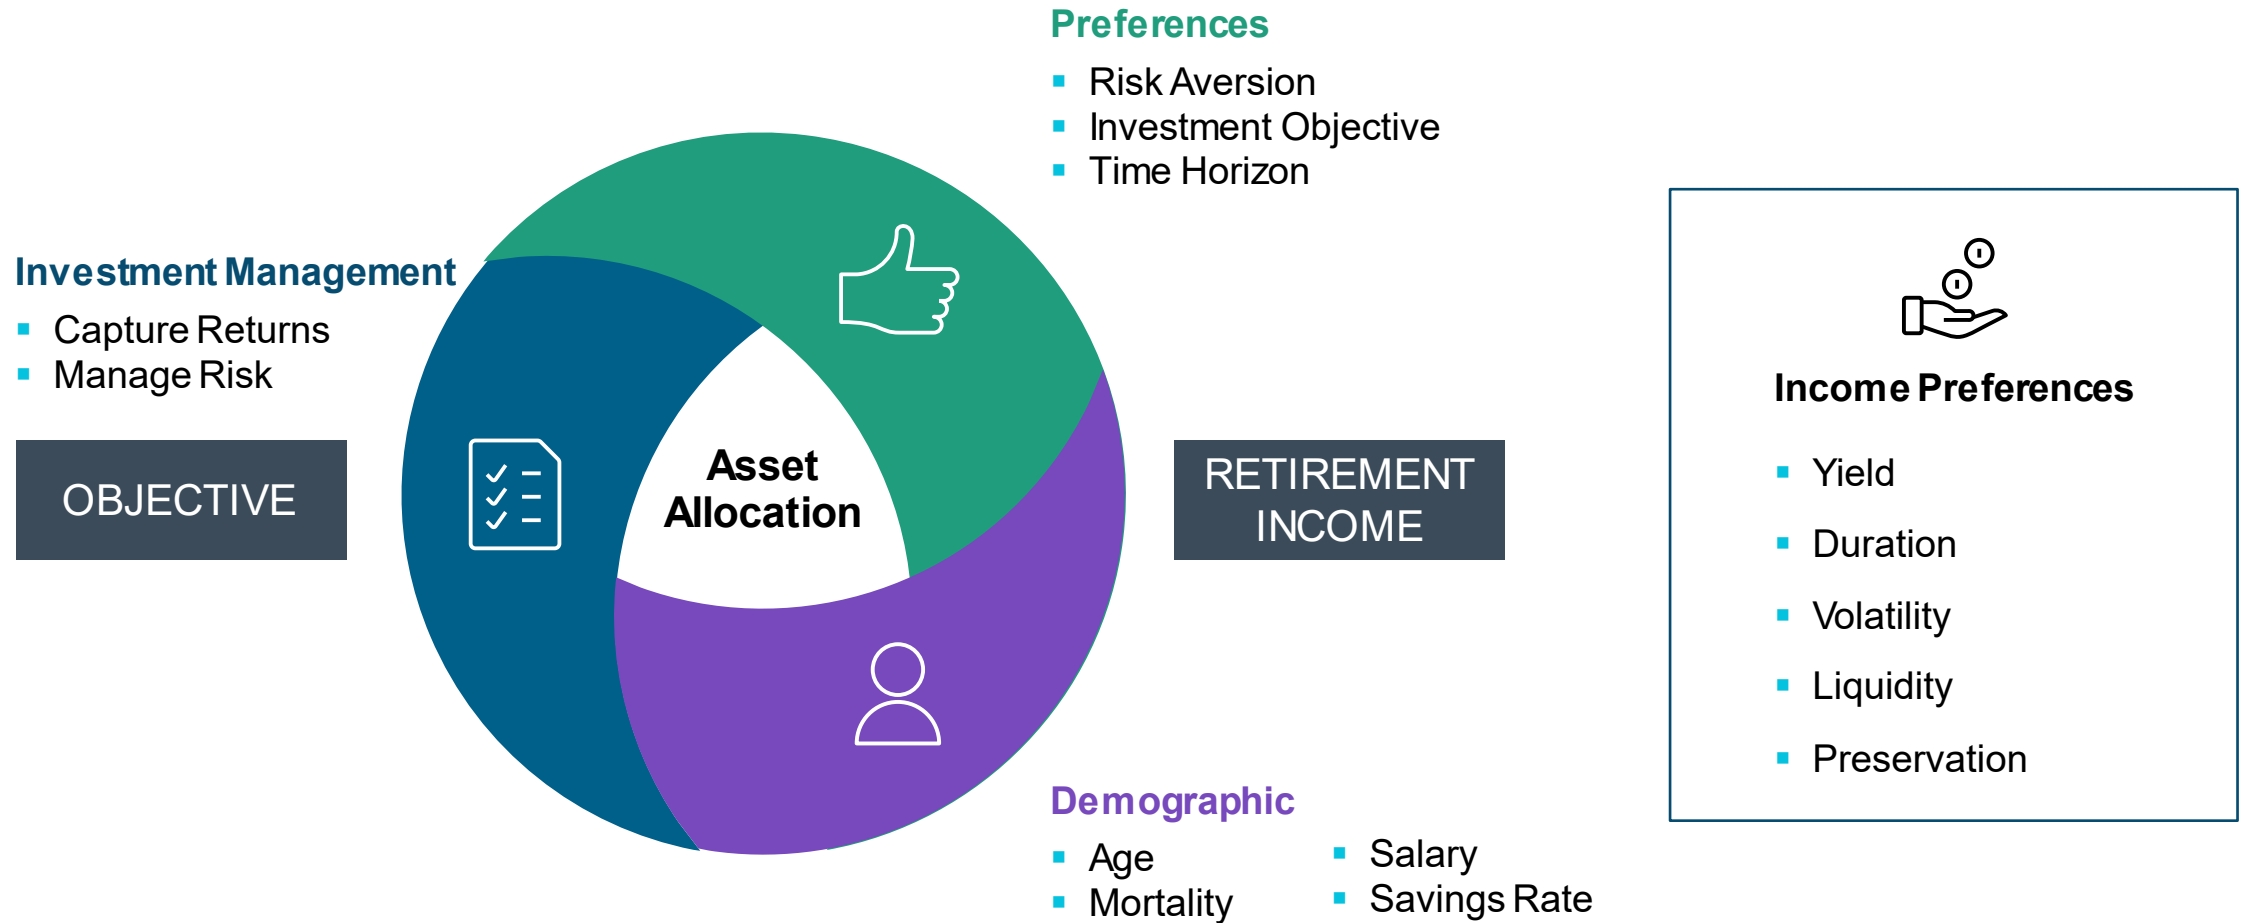 Preferences
Risk Aversion
Investment Objective
Time Horizon
Investment Management
Capture Returns
Manage Risk
OBJECTIVE
Asset
Allocation
RETIREMENT
INCOME
Demographic
Age
Mortality
Salary
Savings Rate
Income Preferences
Yield
Duration
Volatility
Liquidity
Preservation